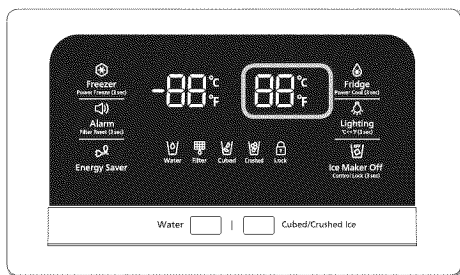 Freezer
Power Freeze (3 sec)
Alarm
Filter Reset (3 sec)
Energy Saver
-88 °C °F
88 °C °F
Water Filter Cubed Crushed Lock
Fridge
Power Cool (3 sec)
Lighting
°C↔°F (3 sec)
Ice Maker Off
Control Lock (3 sec)
Water | Cubed/Crushed Ice